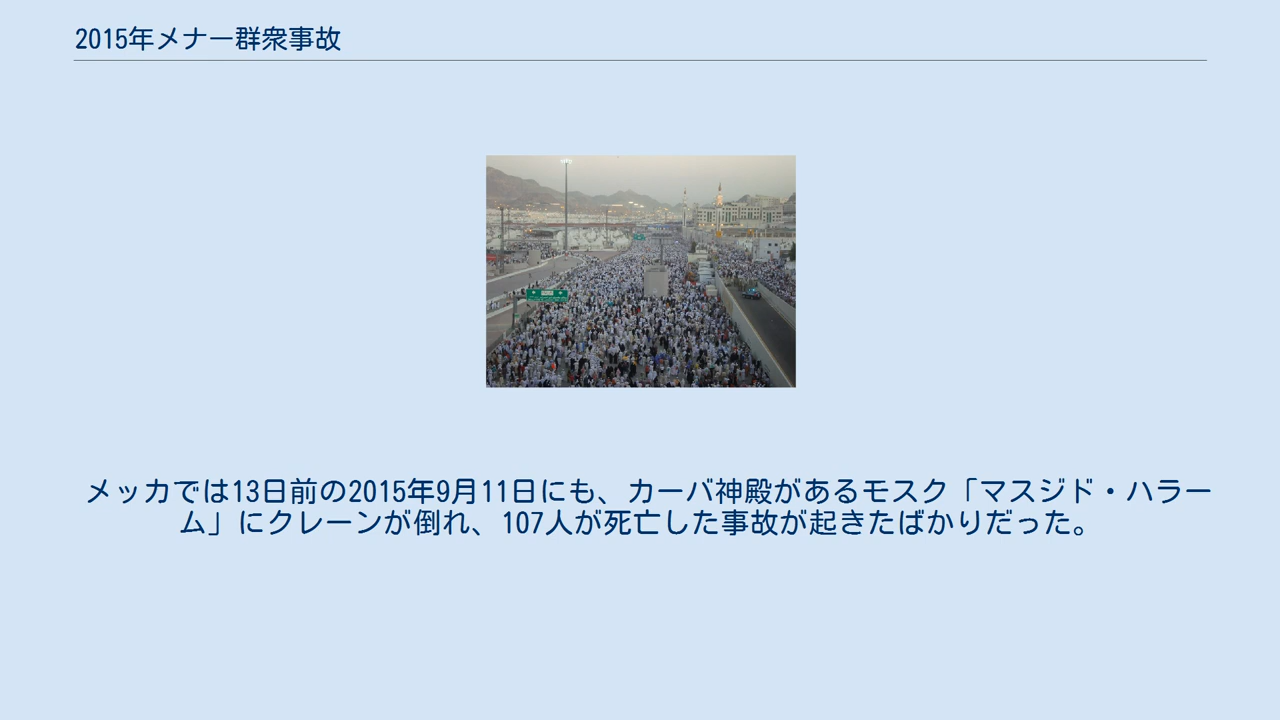 2015年メナー群衆事故
メッカでは13日前の2015年9月11日にも、カーバ神殿があるモスク「マスジド・ハラー
ム」にクレーンが倒れ、107人が死亡した事故が起きたばかりだった。